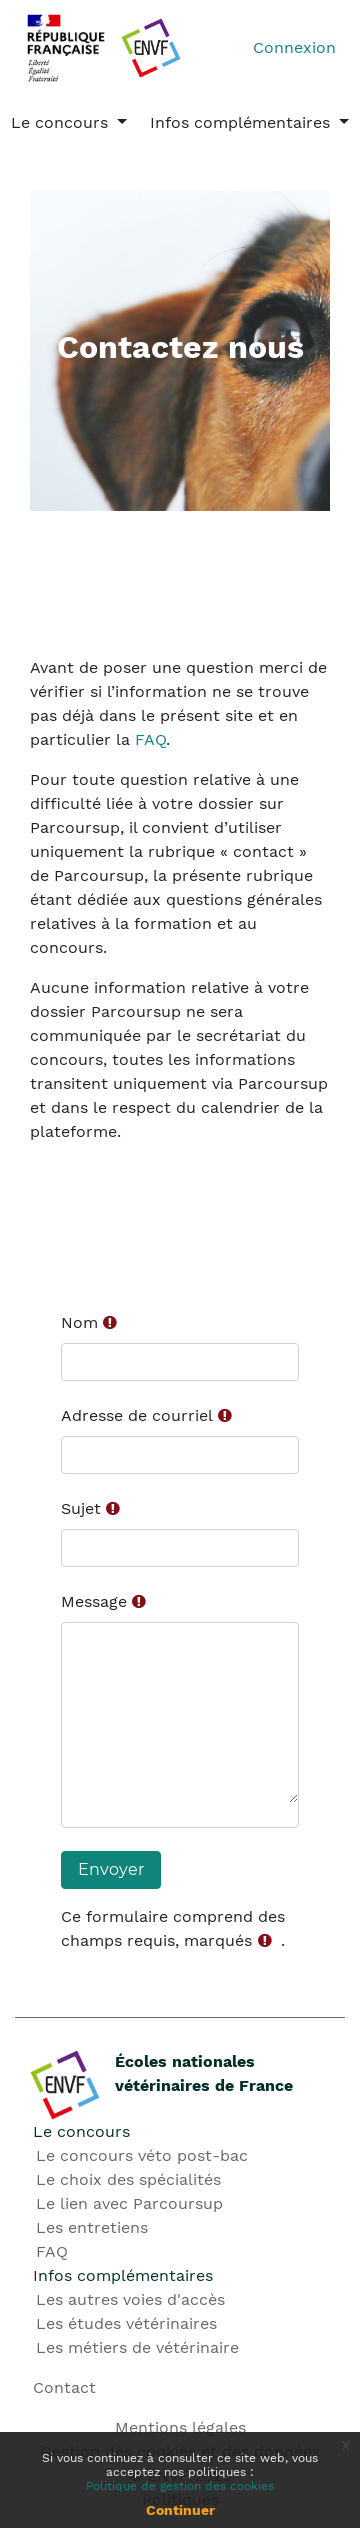 RÉPUBLIQUE
FRANÇAISE
Liberté
Égalité
Fraternité
ENVF
Connexion
Le concours
Infos complémentaires
Contactez nous
Avant de poser une question merci de
vérifier si l’information ne se trouve
pas déjà dans le présent site et en
particulier la FAQ.
Pour toute question relative à une
difficulté liée à votre dossier sur
Parcoursup, il convient d’utiliser
uniquement la rubrique « contact »
de Parcoursup, la présente rubrique
étant dédiée aux questions générales
relatives à la formation et au
concours.
Aucune information relative à votre
dossier Parcoursup ne sera
communiquée par le secrétariat du
concours, toutes les informations
transitent uniquement via Parcoursup
et dans le respect du calendrier de la
plateforme.
Nom
Adresse de courriel
Sujet
Message
Envoyer
Ce formulaire comprend des
champs requis, marqués .
ENVF
Écoles nationales
vétérinaires de France
Le concours
Le concours véto post-bac
Le choix des spécialités
Le lien avec Parcoursup
Les entretiens
FAQ
Infos complémentaires
Les autres voies d'accès
Les études vétérinaires
Les métiers de vétérinaire
Contact
Mentions légales
x
Si vous continuez à consulter ce site web, vous
acceptez nos politiques :
Politique de gestion des cookies
Politiques
Continuer